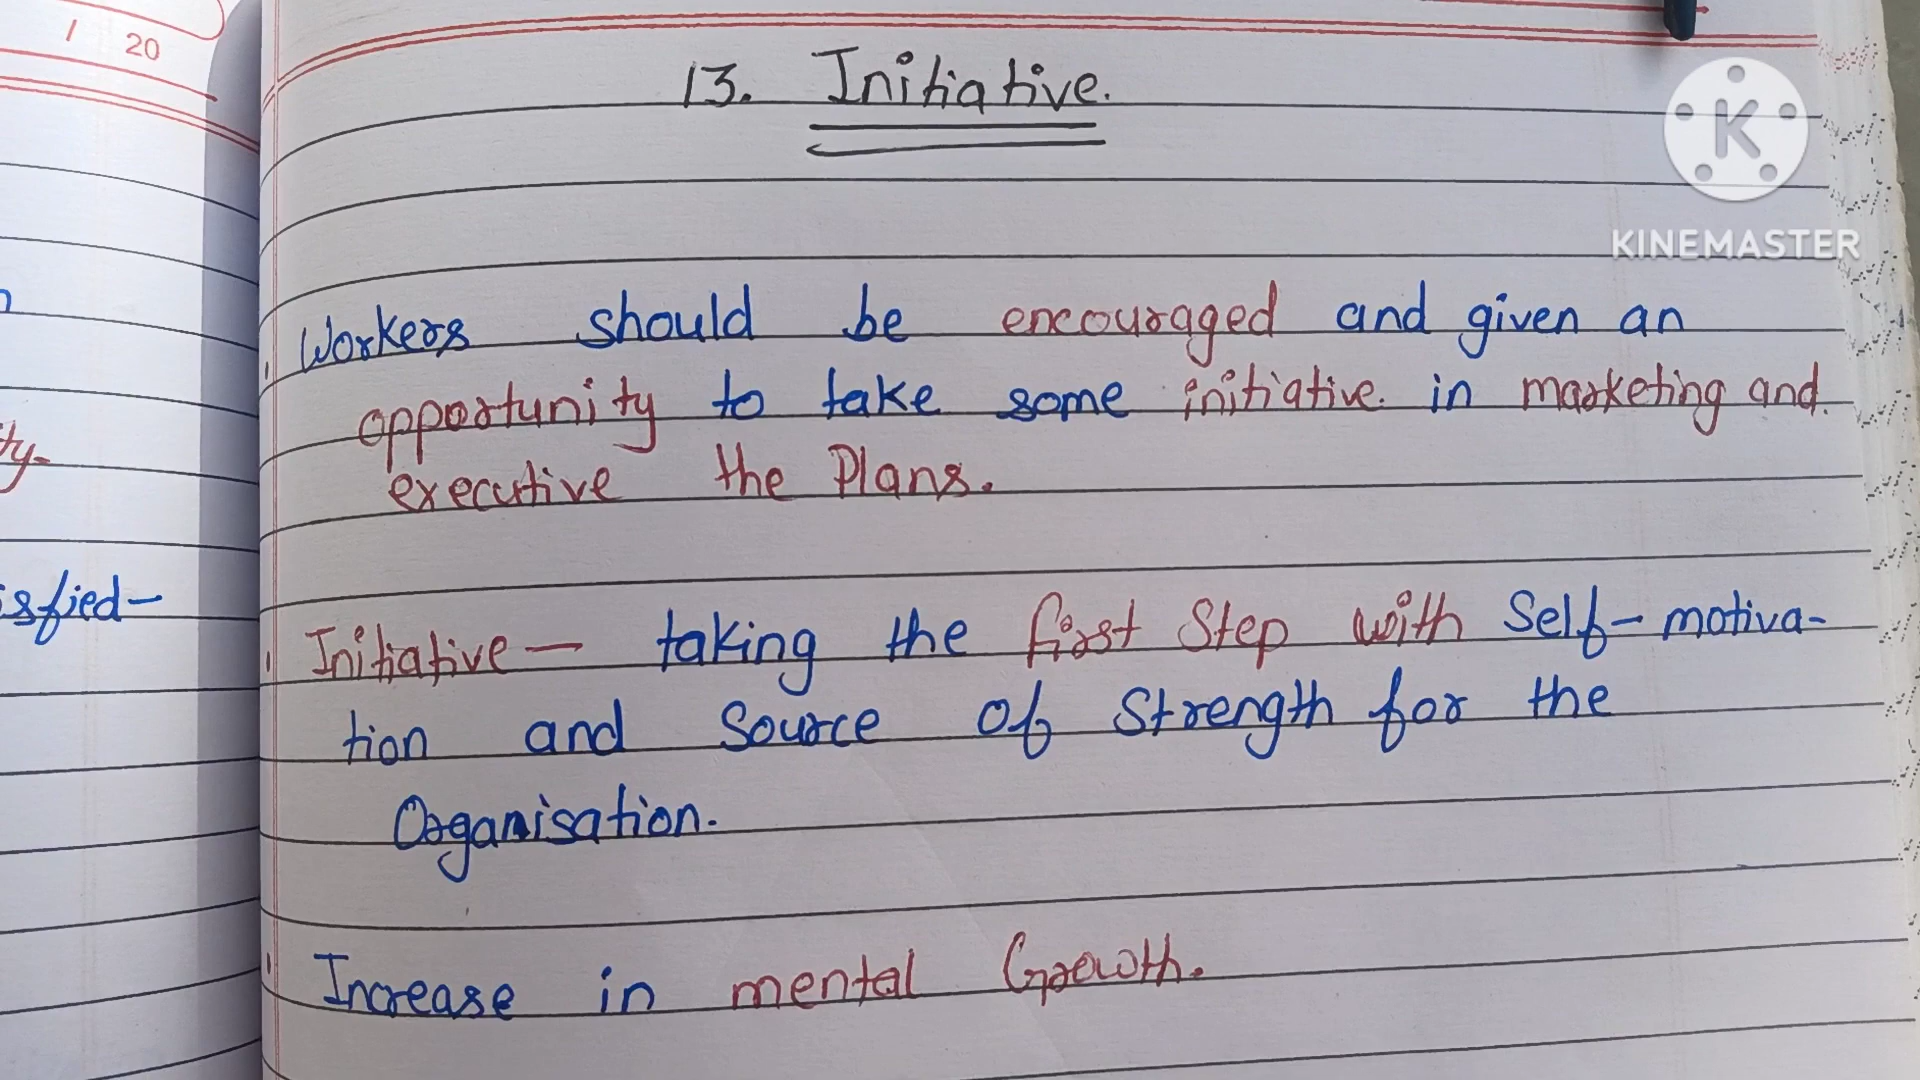 / 20
13. Initiative.
KINEMASTER
Workers should be encouraged and given an
opportunity to take some initiative. in marketing and.
executive the Plans.
Initiative — taking the first Step with Self-motiva-
tion and Source of Strength for the
Organisation.
Increase in mental Growth.
ty-
isfied-